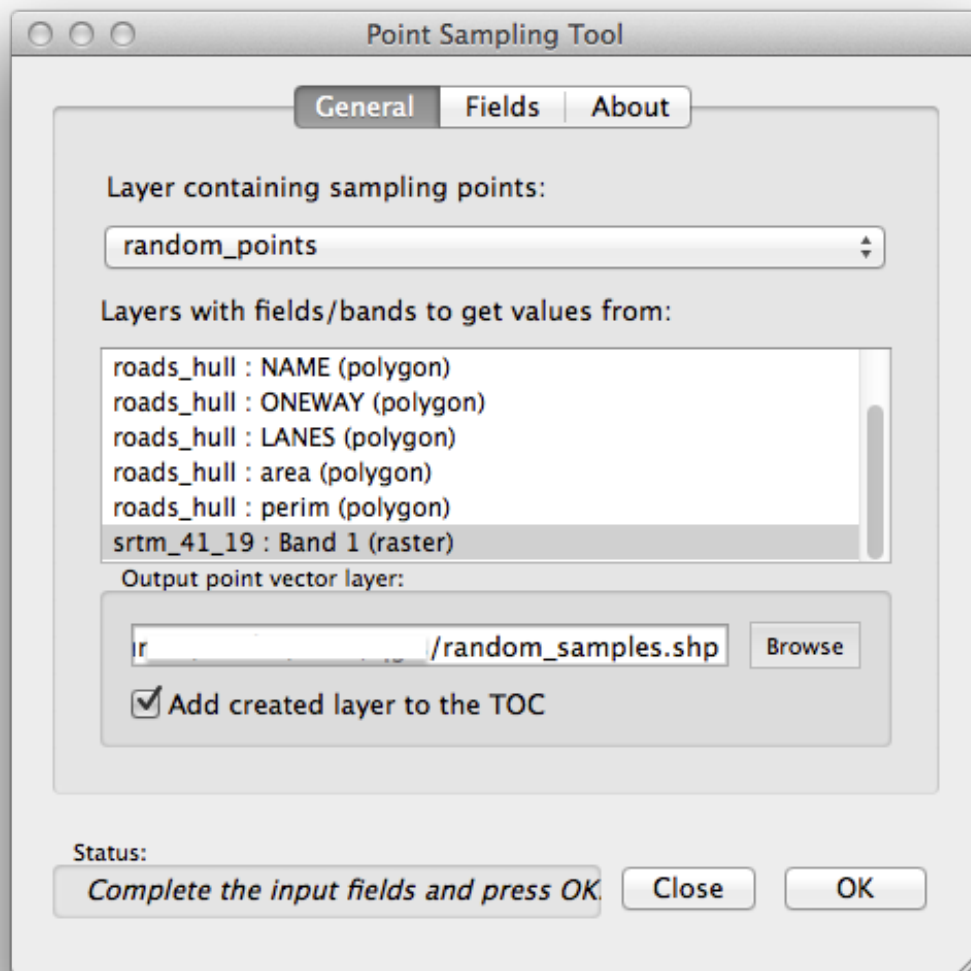 Point Sampling Tool
General Fields About
Layer containing sampling points:
random_points
Layers with fields/bands to get values from:
roads_hull : NAME (polygon)
roads_hull : ONEWAY (polygon)
roads_hull : LANES (polygon)
roads_hull : area (polygon)
roads_hull : perim (polygon)
srtm_41_19 : Band 1 (raster)
Output point vector layer:
/random_samples.shp Browse
Add created layer to the TOC
Status:
Complete the input fields and press OK. Close OK